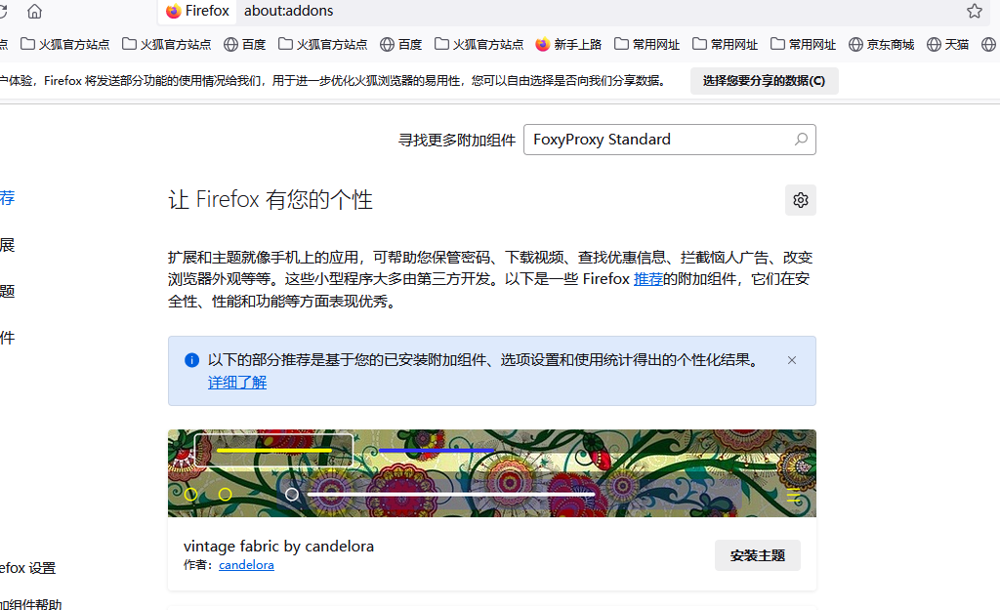 Firefox about:addons
点 火狐官方站点 火狐官方站点 百度 火狐官方站点 百度 火狐官方站点 新手上路 常用网址 常用网址 常用网址 京东商城 天猫
户体验，Firefox 将发送部分功能的使用情况给我们，用于进一步优化火狐浏览器的易用性，您可以自由选择是否向我们分享数据。 选择您要分享的数据(C)
寻找更多附加组件 FoxyProxy Standard
荐
让 Firefox 有您的个性
展
扩展和主题就像手机上的应用，可帮助您保管密码、下载视频、查找优惠信息、拦截恼人广告、改变
浏览器外观等等。这些小型程序大多由第三方开发。以下是一些 Firefox 推荐的附加组件，它们在安
全性、性能和功能等方面表现优秀。
题
件
以下的部分推荐是基于您的已安装附加组件、选项设置和使用统计得出的个性化结果。
详细了解
vintage fabric by candelora
作者：candelora
安装主题
efox 设置
加组件帮助